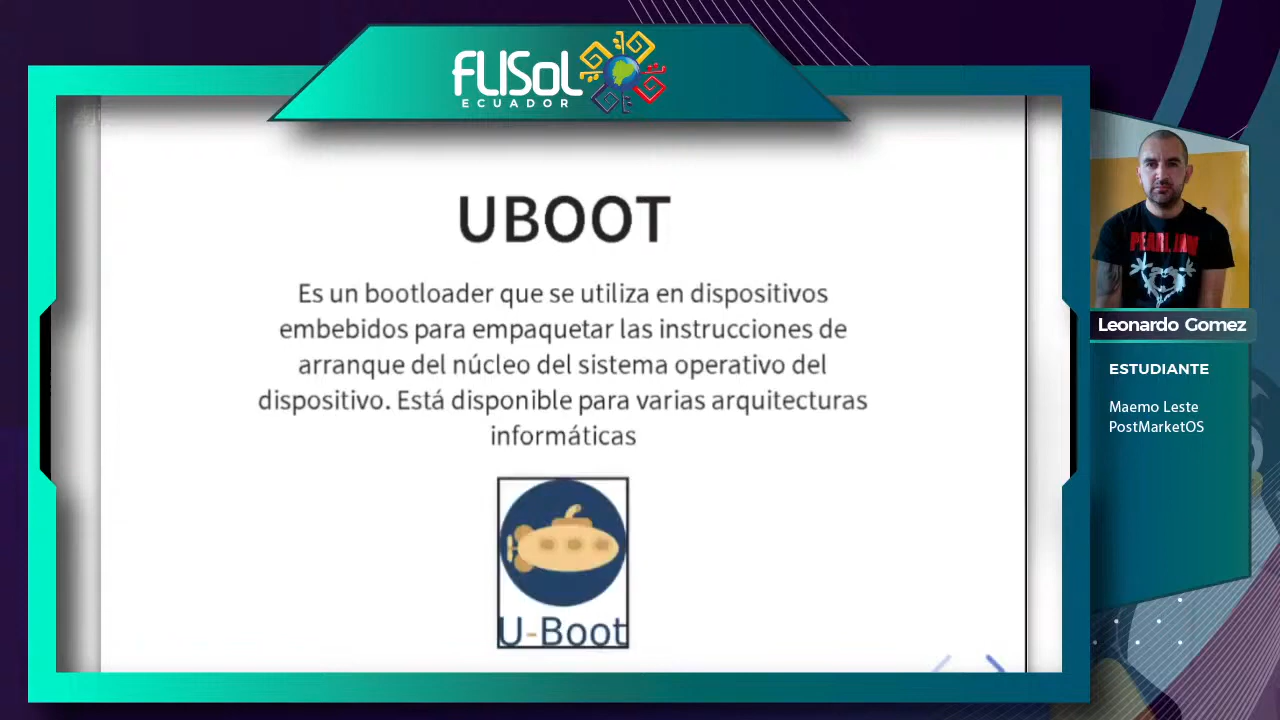 FLISoL
ECUADOR
UBOOT
Es un bootloader que se utiliza en dispositivos
embebidos para empaquetar las instrucciones de
arranque del núcleo del sistema operativo del
dispositivo. Está disponible para varias arquitecturas
informáticas
U-Boot
PEARL JAM
Leonardo Gomez
ESTUDIANTE
Maemo Leste
PostMarketOS